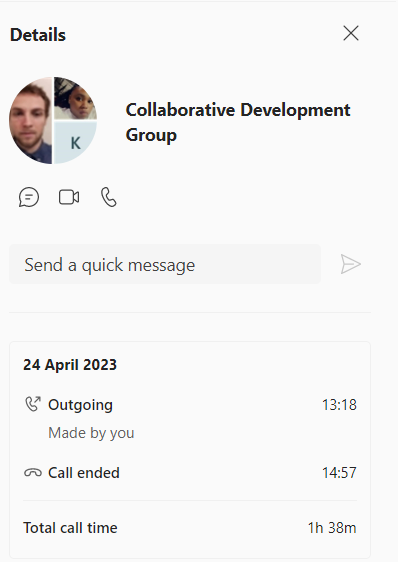 Details
Collaborative Development
Group
K
Send a quick message
24 April 2023
Outgoing 13:18
Made by you
Call ended 14:57
Total call time 1h 38m